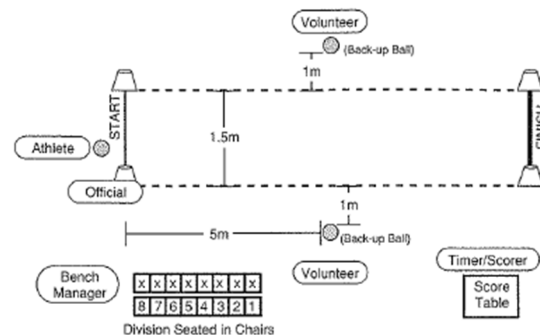 Volunteer
(Back-up Ball)
1m
START
1.5m
Athlete
Official
1m
5m
(Back-up Ball)
Volunteer
Timer/Scorer
Bench
Manager
x x x x x x x x
8 7 6 5 4 3 2 1
Score
Table
Division Seated in Chairs